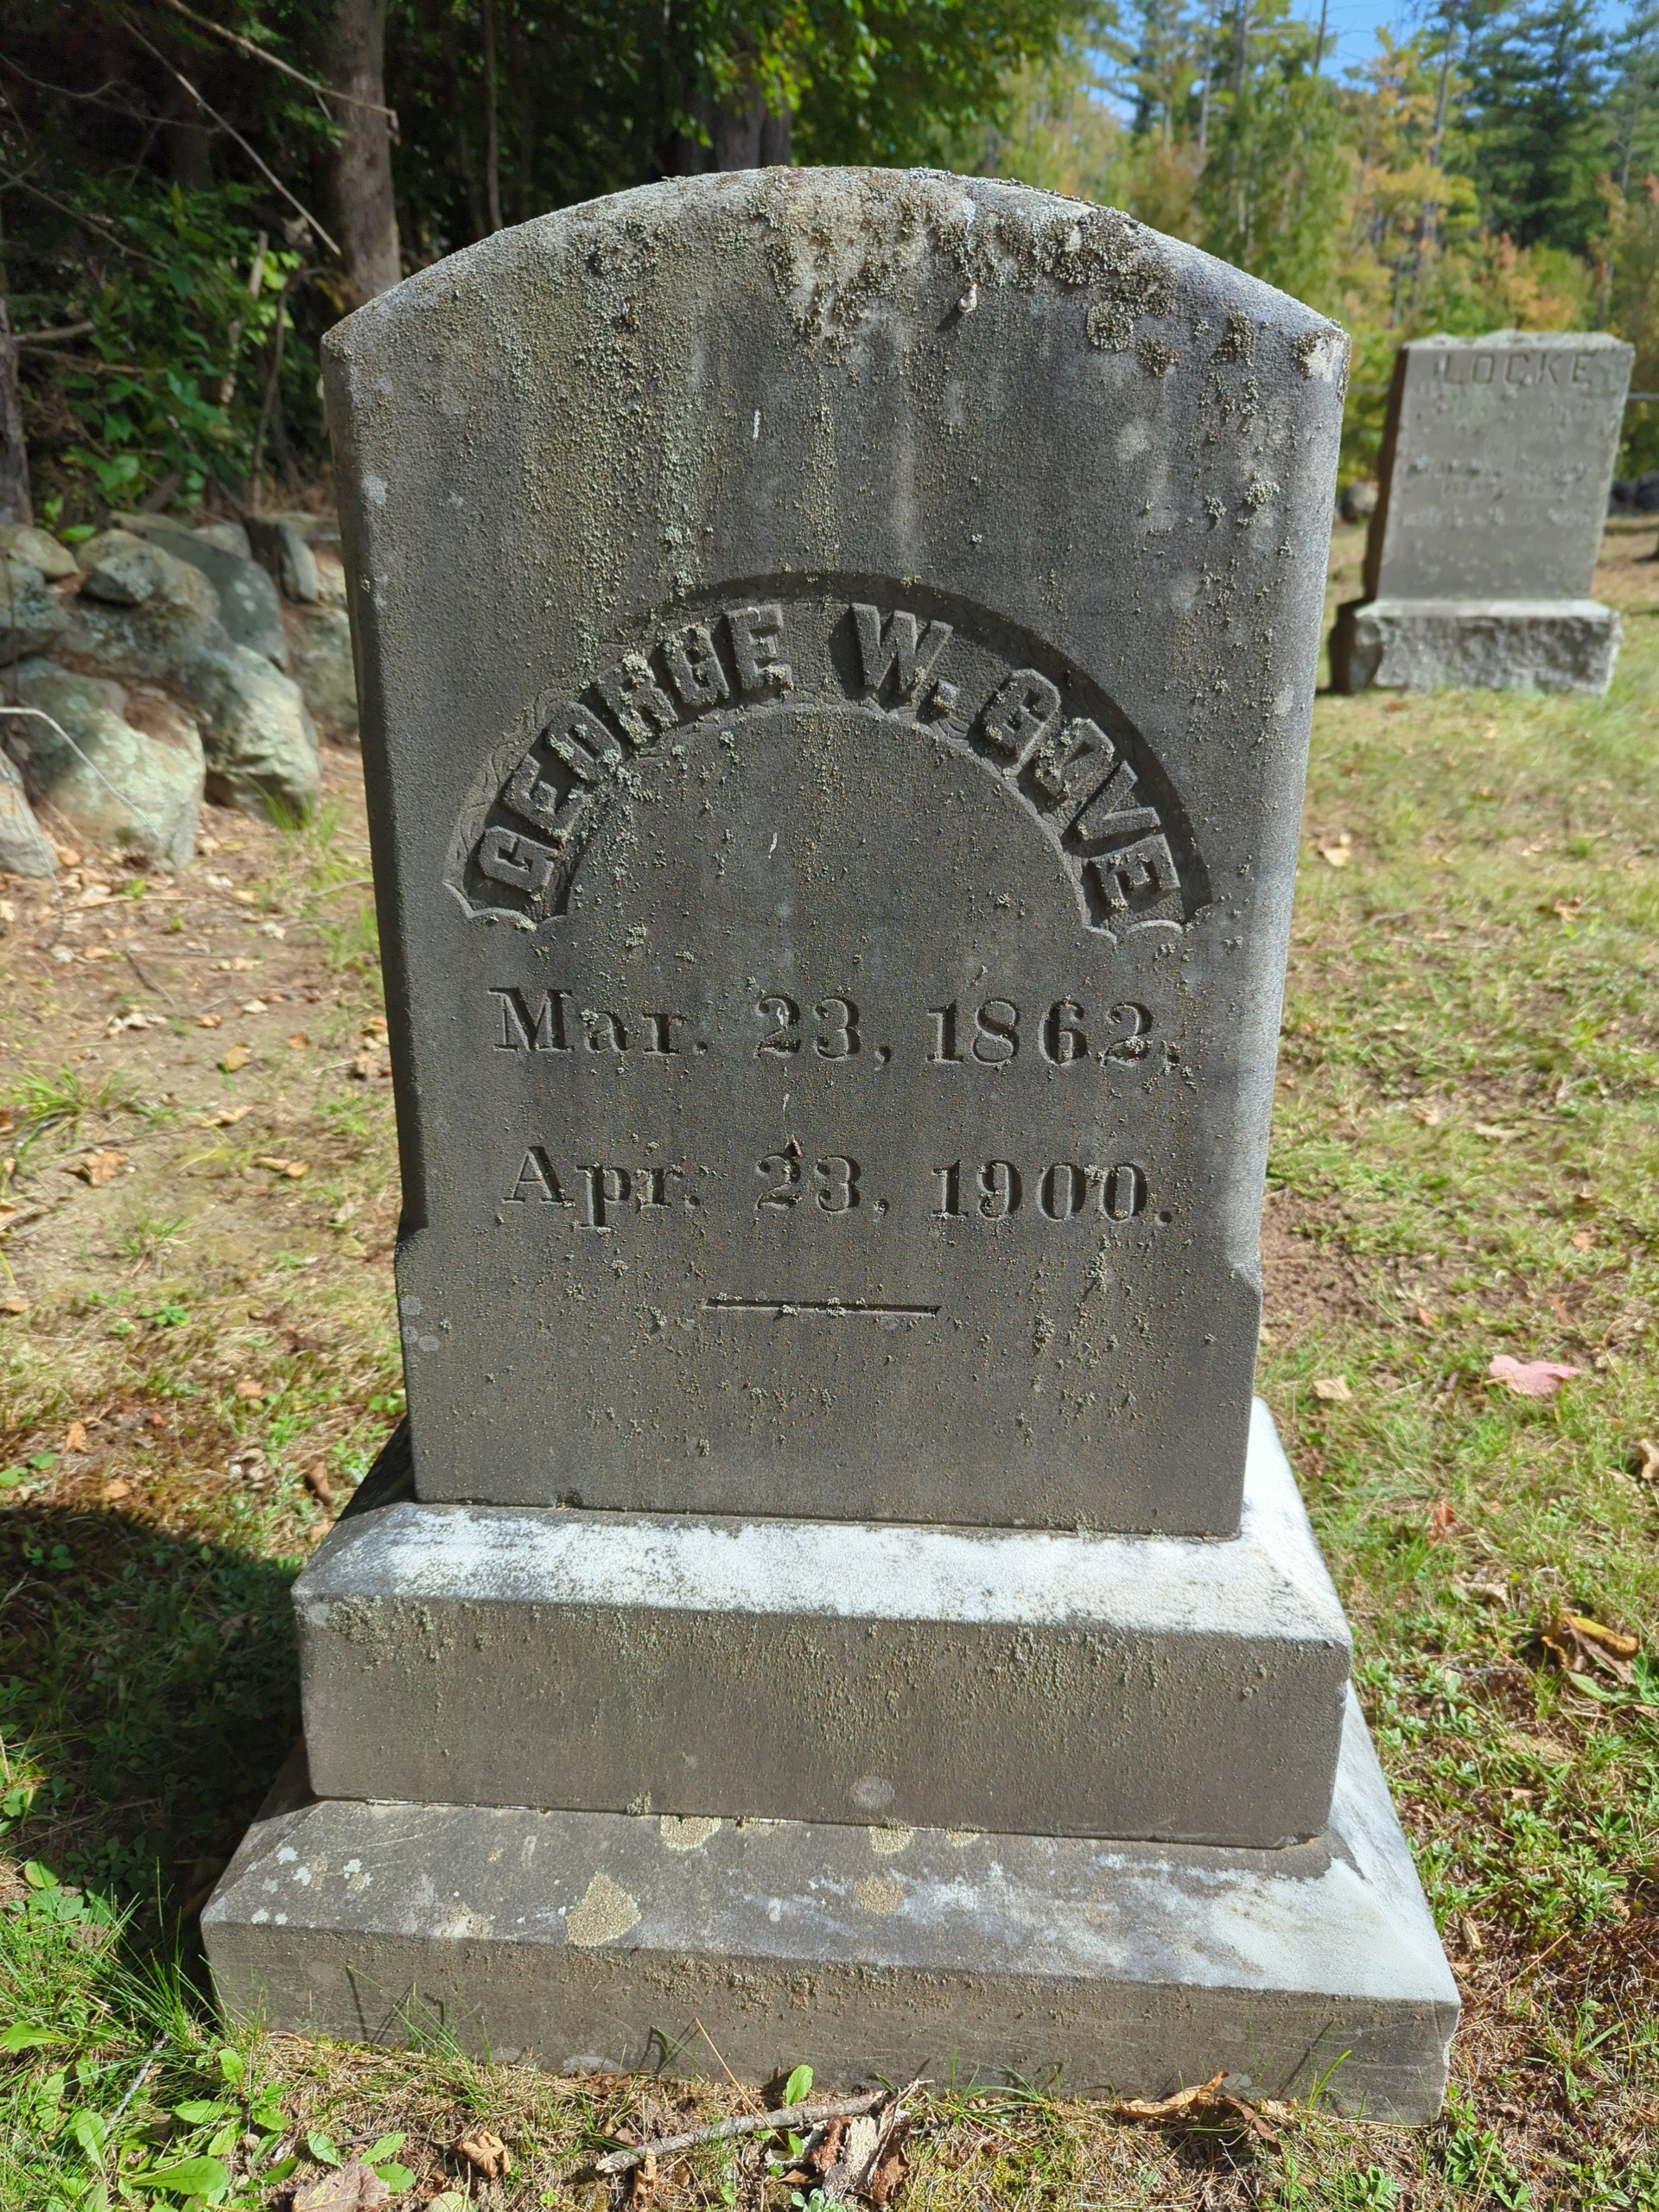 GEORGE W. GOVE
Mar. 23, 1862.
Apr. 23, 1900.
LOCKE